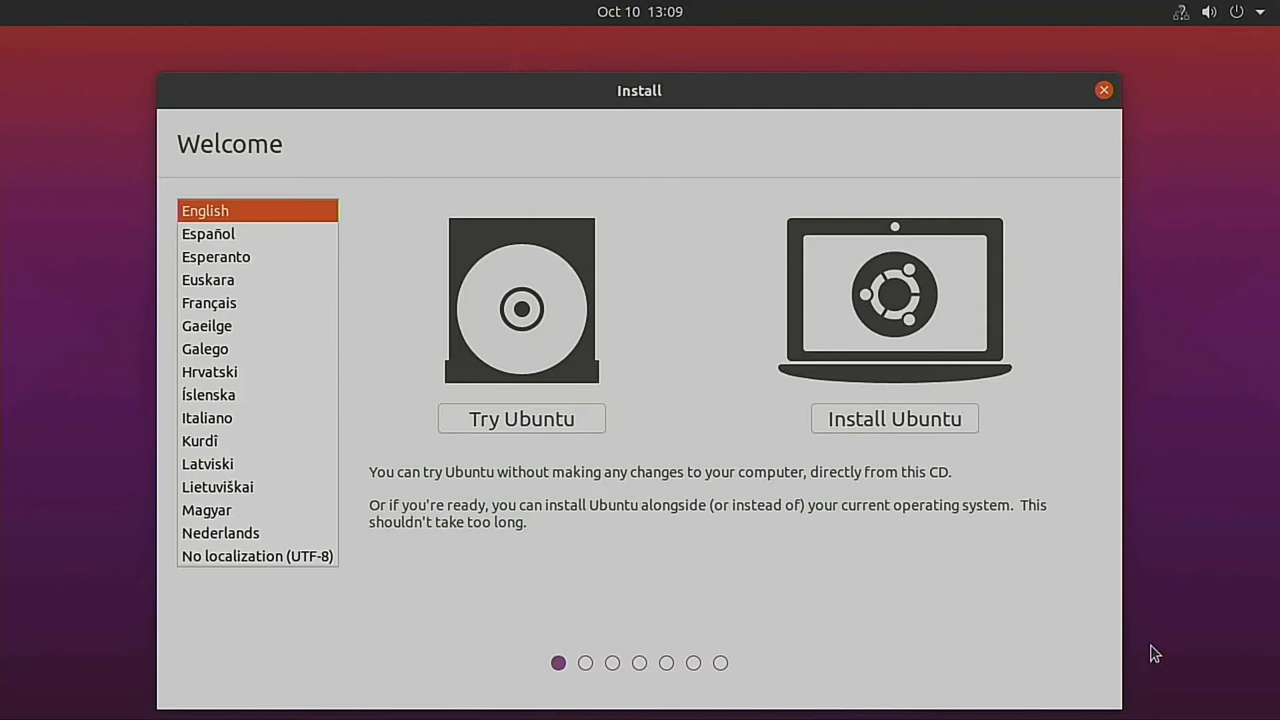 Oct 10 13:09
Install
Welcome
English
Español
Esperanto
Euskara
Français
Gaeilge
Galego
Hrvatski
Íslenska
Italiano
Kurdî
Latviski
Lietuviškai
Magyar
Nederlands
No localization (UTF-8)
Try Ubuntu
Install Ubuntu
You can try Ubuntu without making any changes to your computer, directly from this CD.
Or if you're ready, you can install Ubuntu alongside (or instead of) your current operating system. This
shouldn't take too long.